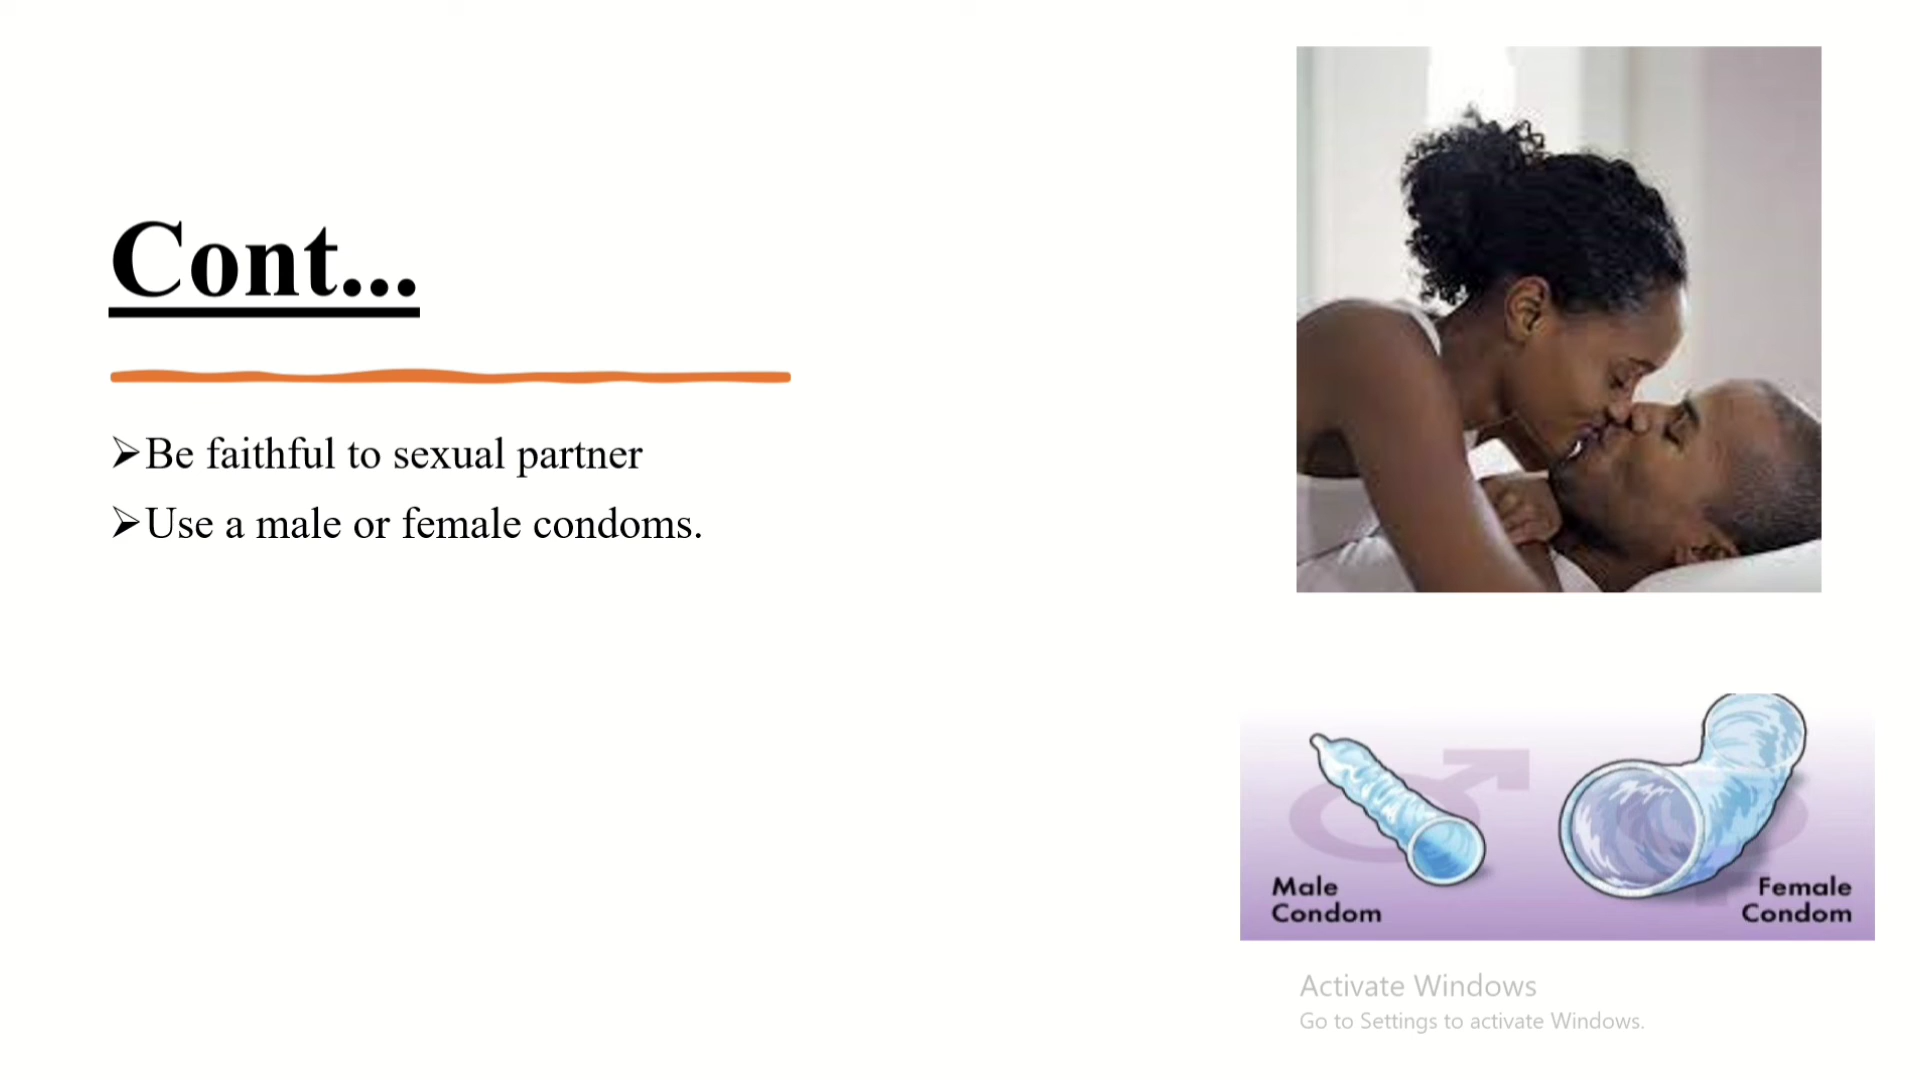 Cont...
➢Be faithful to sexual partner
➢Use a male or female condoms.
Male
Condom
Female
Condom
Activate Windows
Go to Settings to activate Windows.